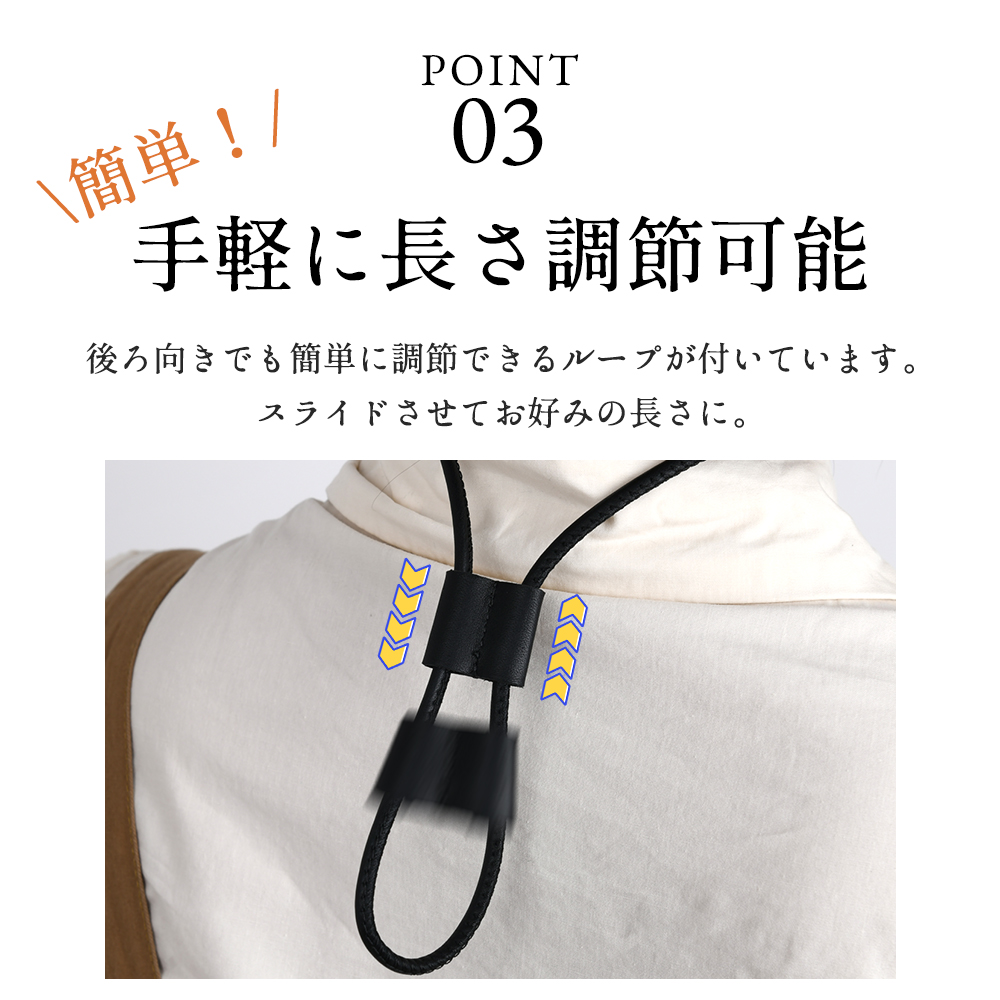 POINT
03
\簡単！/
手軽に長さ調節可能
後ろ向きでも簡単に調節できるループが付いています。
スライドさせてお好みの長さに。